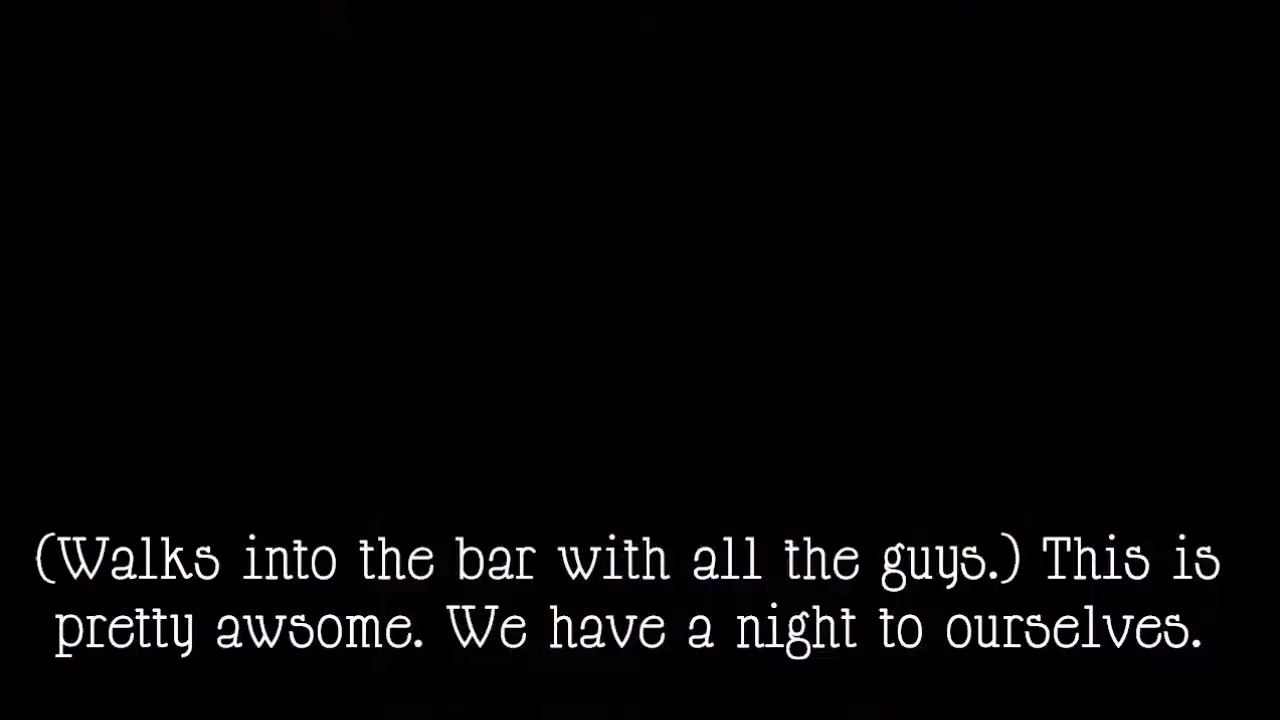 (Walks into the bar with all the guys.) This is
pretty awsome. We have a night to ourselves.